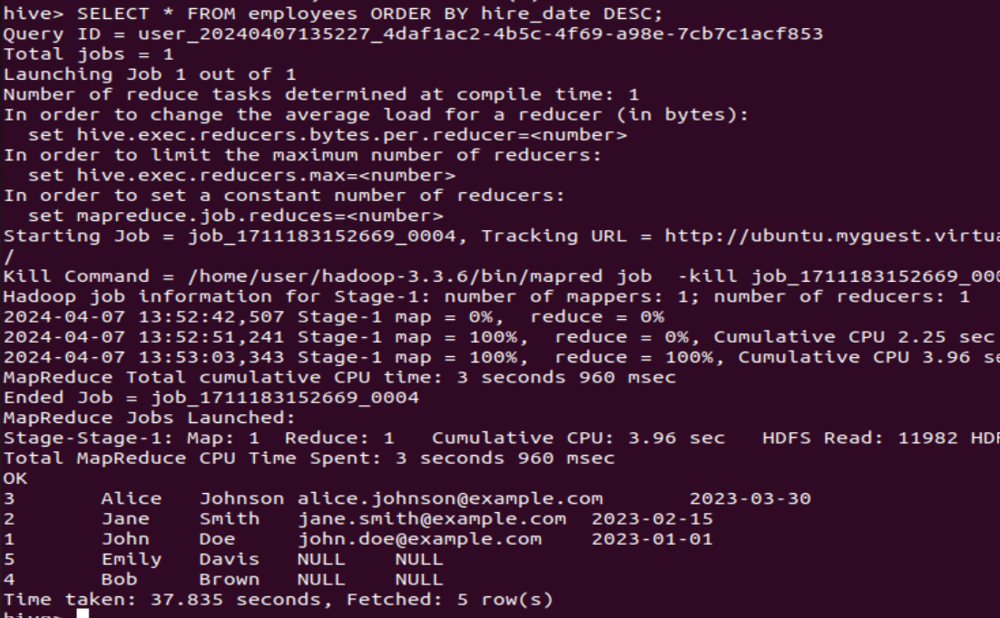 hive> SELECT * FROM employees ORDER BY hire_date DESC;
Query ID = user_20240407135227_4daf1ac2-4b5c-4f69-a98e-7cb7c1acf853
Total jobs = 1
Launching Job 1 out of 1
Number of reduce tasks determined at compile time: 1
In order to change the average load for a reducer (in bytes):
  set hive.exec.reducers.bytes.per.reducer=<number>
In order to limit the maximum number of reducers:
  set hive.exec.reducers.max=<number>
In order to set a constant number of reducers:
  set mapreduce.job.reduces=<number>
Starting Job = job_1711183152669_0004, Tracking URL = http://ubuntu.myguest.virtua
/
Kill Command = /home/user/hadoop-3.3.6/bin/mapred job  -kill job_1711183152669_000
Hadoop job information for Stage-1: number of mappers: 1; number of reducers: 1
2024-04-07 13:52:42,507 Stage-1 map = 0%,  reduce = 0%
2024-04-07 13:52:51,241 Stage-1 map = 100%,  reduce = 0%, Cumulative CPU 2.25 sec
2024-04-07 13:53:03,343 Stage-1 map = 100%,  reduce = 100%, Cumulative CPU 3.96 se
MapReduce Total cumulative CPU time: 3 seconds 960 msec
Ended Job = job_1711183152669_0004
MapReduce Jobs Launched:
Stage-Stage-1: Map: 1  Reduce: 1   Cumulative CPU: 3.96 sec   HDFS Read: 11982 HDF
Total MapReduce CPU Time Spent: 3 seconds 960 msec
OK
3	Alice	Johnson	alice.johnson@example.com	2023-03-30
2	Jane	Smith	jane.smith@example.com	2023-02-15
1	John	Doe	john.doe@example.com	2023-01-01
5	Emily	Davis	NULL	NULL
4	Bob	Brown	NULL	NULL
Time taken: 37.835 seconds, Fetched: 5 row(s)
hive>